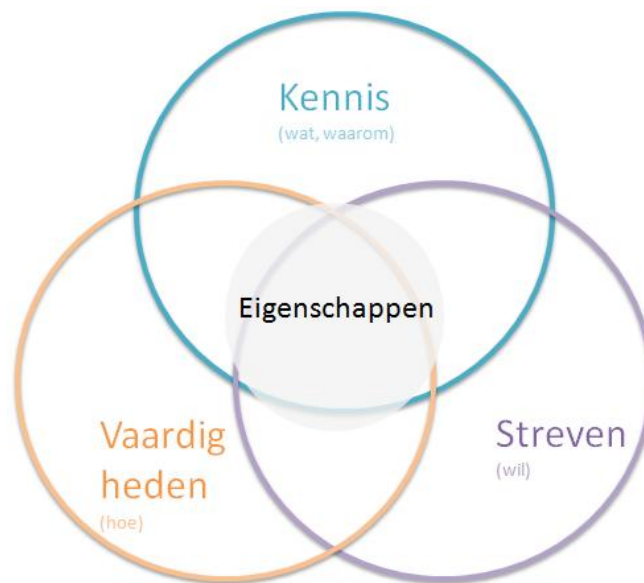 Kennis
(wat, waarom)
Eigenschappen
Vaardig
heden
(hoe)
Streven
(wil)